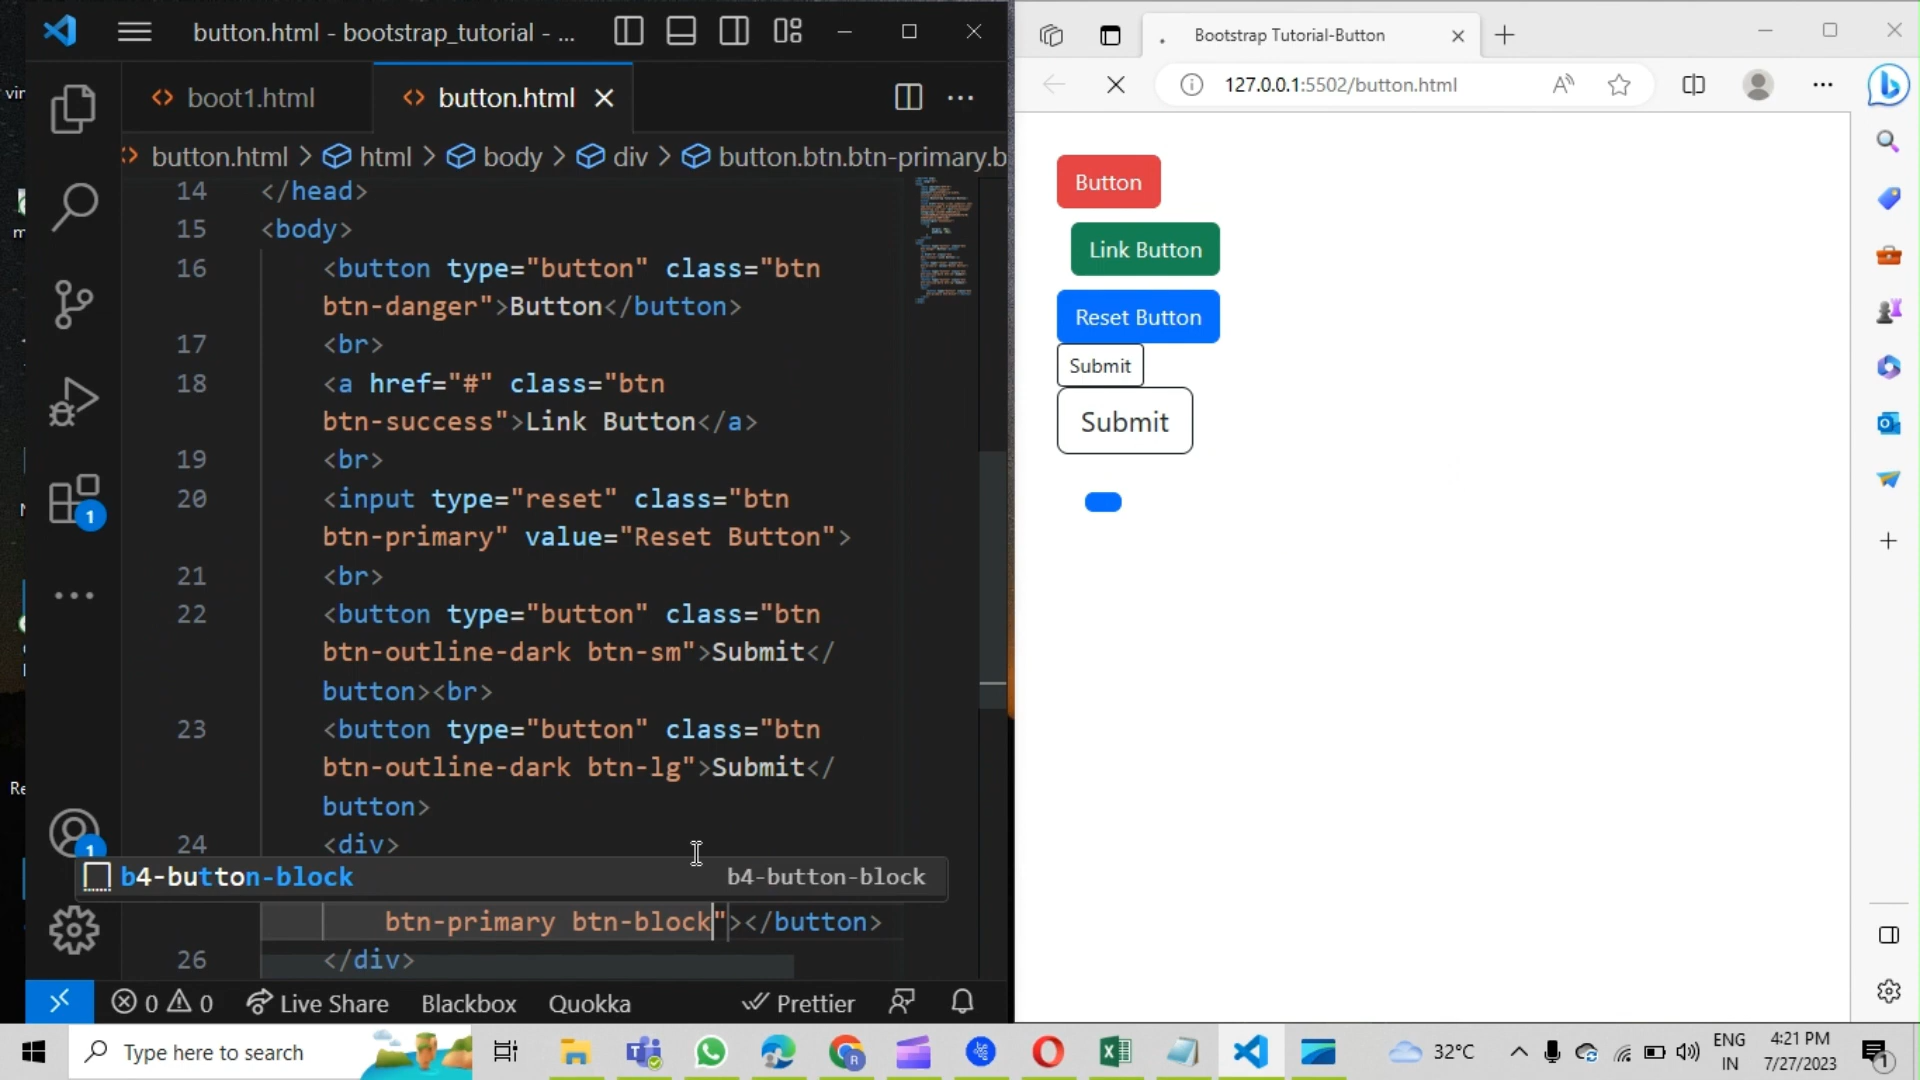 button.html - bootstrap_tutorial - ...
boot1.html
button.html
button.html > html > body > div > button.btn.btn-primary.b
14 </head>
15 <body>
16 <button type="button" class="btn
btn-danger">Button</button>
17 <br>
18 <a href="#" class="btn
btn-success">Link Button</a>
19 <br>
20 <input type="reset" class="btn
btn-primary" value="Reset Button">
21 <br>
22 <button type="button" class="btn
btn-outline-dark btn-sm">Submit</
button><br>
23 <button type="button" class="btn
btn-outline-dark btn-lg">Submit</
button>
24 <div>
b4-button-block b4-button-block
btn-primary btn-block"></button>
26 </div>
1
1
0 0 Live Share Blackbox Quokka Prettier
Bootstrap Tutorial-Button
127.0.0.1:5502/button.html
Button
Link Button
Reset Button
Submit
Submit
vir
m
Re
Type here to search
32°C
ENG
IN
4:21 PM
7/27/2023
1